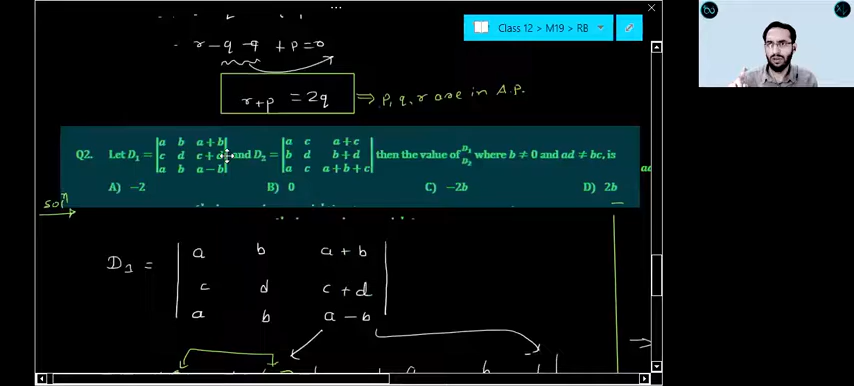 Class 12 > M19 > RB
r - q - q + p = 0
r + p = 2q ⇒ p, q, r are in A.P.
Q2. Let D₁ = |a b a + b| and D₂ = |a c a + c| then the value of D₁/D₂ where b ≠ 0 and ad ≠ bc, is
|c d c + d| |b d b + d|
|a b a − b| |a c a + b + c|
A) −2 B) 0 C) −2b D) 2b
solⁿ
D₁ = | a b a + b |
| c d c + d |
| a b a − b |